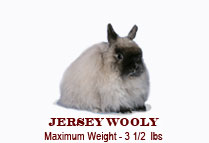 JERSEY WOOLY
Maximum Weight - 3 1/2 lbs